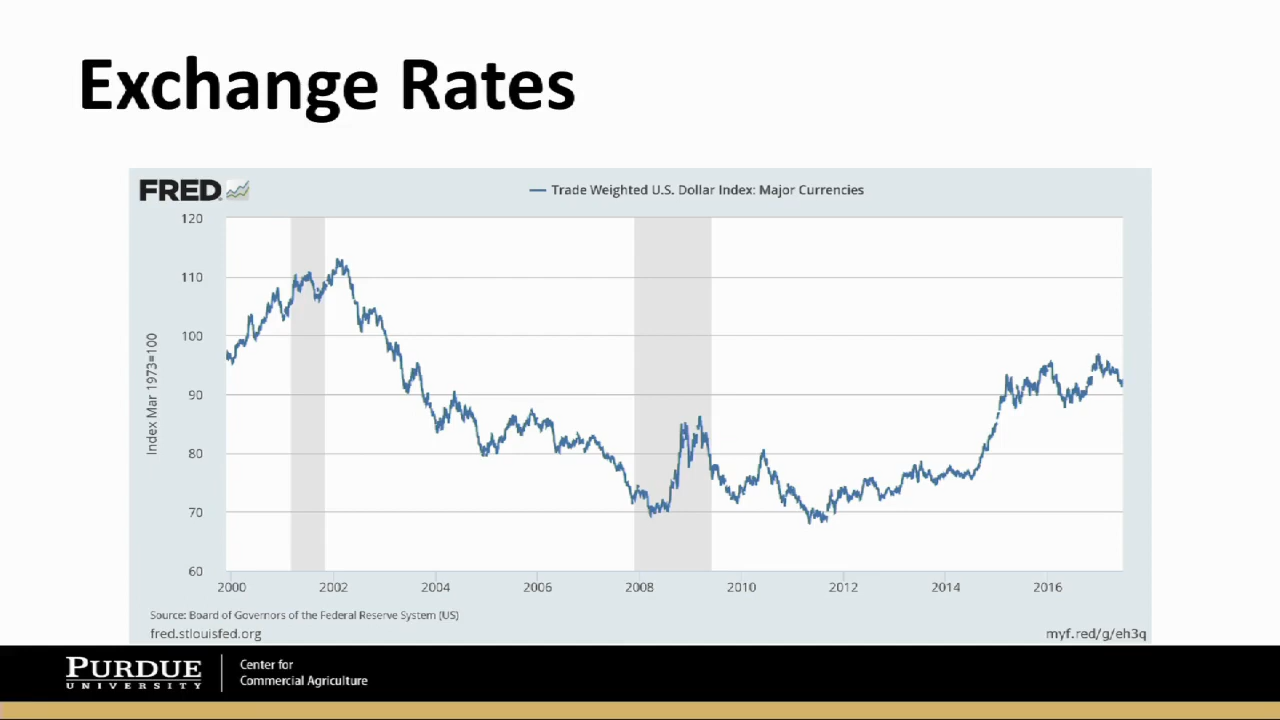 Exchange Rates
FRED
Trade Weighted U.S. Dollar Index: Major Currencies
120
110
100
90
80
70
60
Index Mar 1973=100
2000 2002 2004 2006 2008 2010 2012 2014 2016
Source: Board of Governors of the Federal Reserve System (US)
fred.stlouisfed.org myf.red/g/eh3q
PURDUE
UNIVERSITY
Center for
Commercial Agriculture